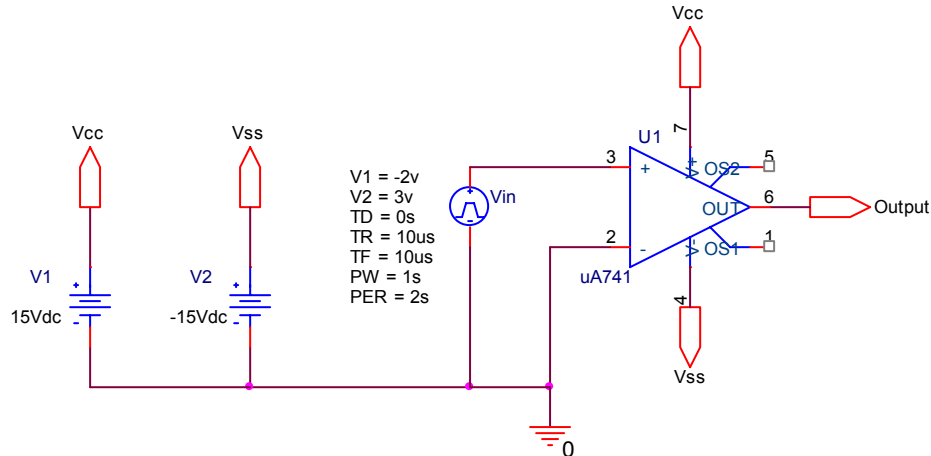 Vcc
Vcc
Vss
V1 = -2v
V2 = 3v
TD = 0s
TR = 10us
TF = 10us
PW = 1s
PER = 2s
Vin
+
-
V1
+
15Vdc
-
V2
+
-15Vdc
-
U1
7
V+
3
+
OS2
5
OUT
6
Output
2
-
OS1
1
V-
uA741
4
Vss
0